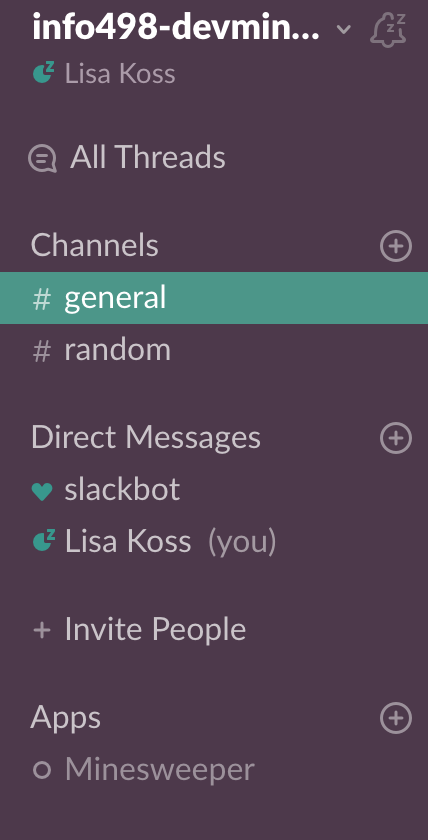 info498-devmin...
Lisa Koss
All Threads
Channels
# general
# random
Direct Messages
slackbot
Lisa Koss (you)
+ Invite People
Apps
Minesweeper